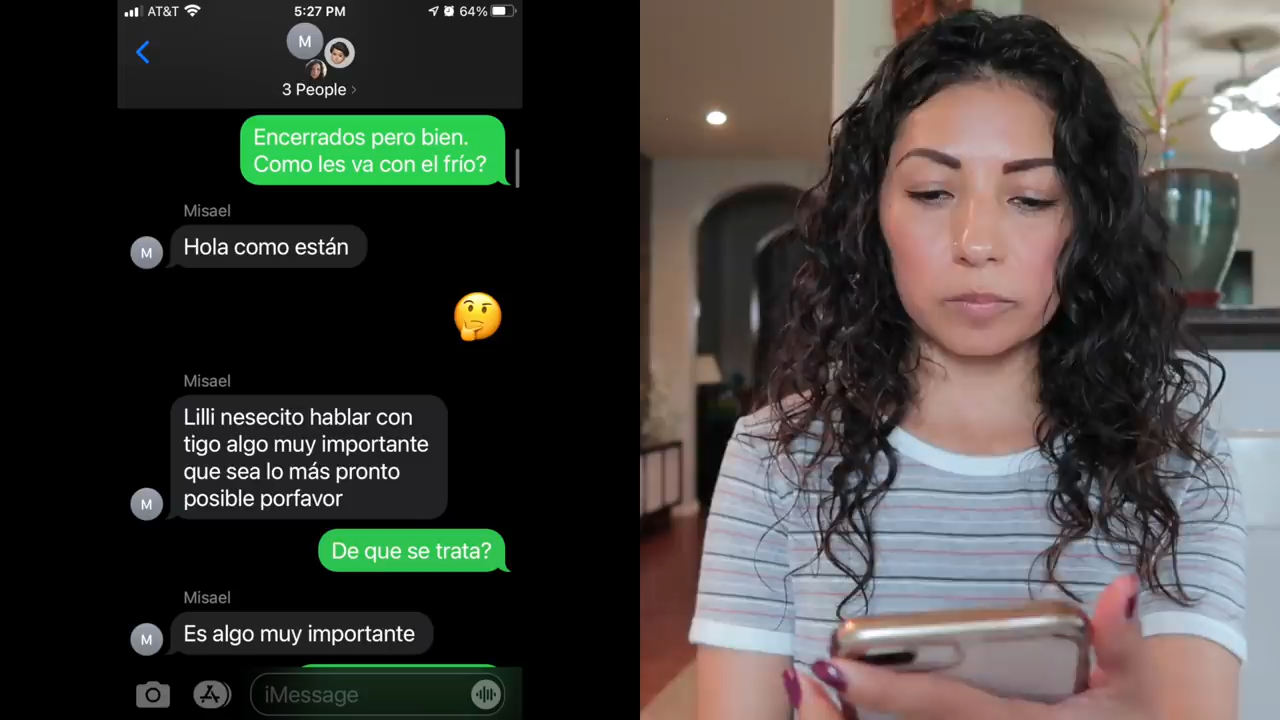 AT&T 5:27 PM 64%
M
3 People
Encerrados pero bien.
Como les va con el frío?
Misael
M Hola como están
Misael
Lilli nesecito hablar con
tigo algo muy importante
que sea lo más pronto
posible porfavor
M
De que se trata?
Misael
M Es algo muy importante
iMessage